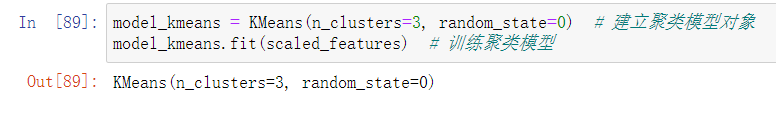 In [89]: model_kmeans = KMeans(n_clusters=3, random_state=0)  # 建立聚类模型对象
model_kmeans.fit(scaled_features)  # 训练聚类模型
Out[89]: KMeans(n_clusters=3, random_state=0)